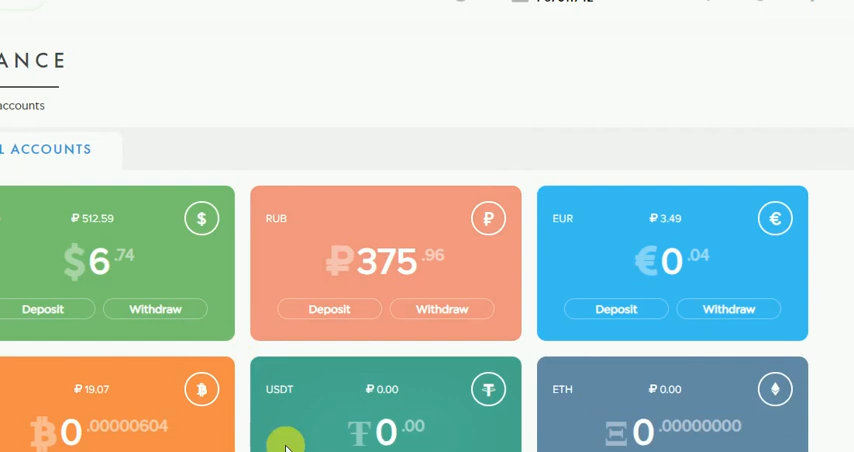 ANCE
accounts
L ACCOUNTS
₽ 512.59
$
$6.74
Deposit
Withdraw
RUB
₽
₽375.96
Deposit
Withdraw
EUR
₽ 3.49
€
€0.04
Deposit
Withdraw
₽ 19.07
₿
₿0.00000604
USDT
₽ 0.00
₮
₮0.00
ETH
₽ 0.00
Ξ0.00000000